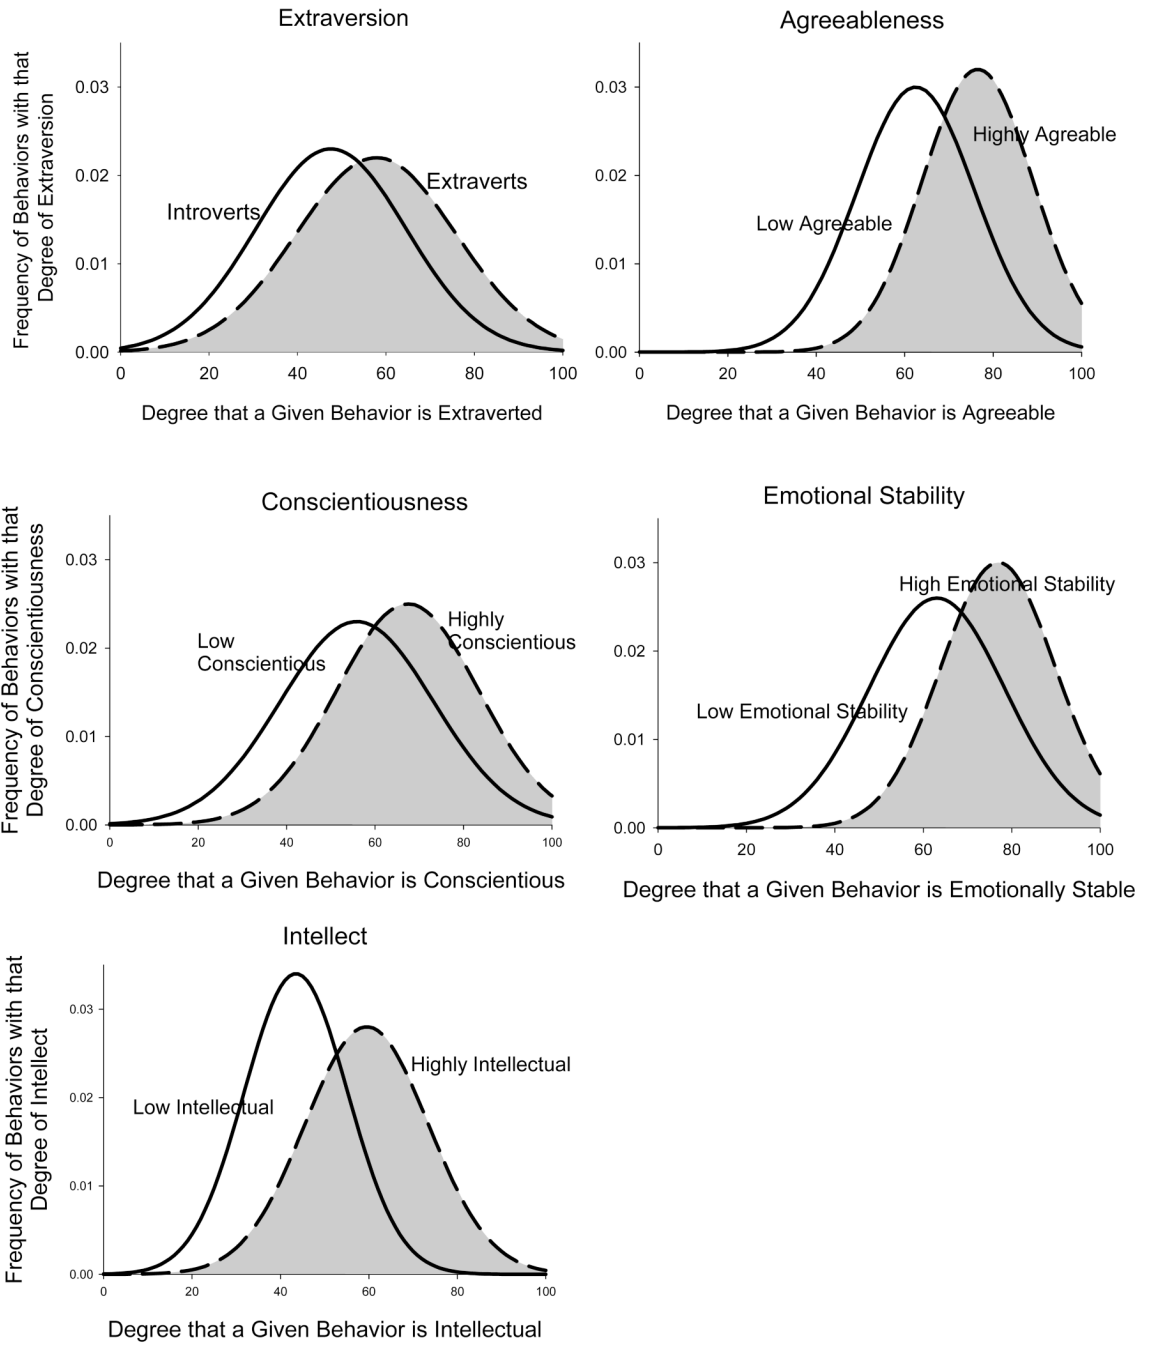 Extraversion
Frequency of Behaviors with that
Degree of Extraversion
0.03
0.02
0.01
0.00
Introverts
Extraverts
0 20 40 60 80 100
Degree that a Given Behavior is Extraverted
Agreeableness
0.03
0.02
0.01
0.00
Highly Agreable
Low Agreeable
0 20 40 60 80 100
Degree that a Given Behavior is Agreeable
Conscientiousness
Frequency of Behaviors with that
Degree of Conscientiousness
0.03
0.02
0.01
0.00
Low
Conscientious
Highly
Conscientious
0 20 40 60 80 100
Degree that a Given Behavior is Conscientious
Emotional Stability
0.03
0.02
0.01
0.00
High Emotional Stability
Low Emotional Stability
0 20 40 60 80 100
Degree that a Given Behavior is Emotionally Stable
Intellect
Frequency of Behaviors with that
Degree of Intellect
0.03
0.02
0.01
0.00
Highly Intellectual
Low Intellectual
0 20 40 60 80 100
Degree that a Given Behavior is Intellectual